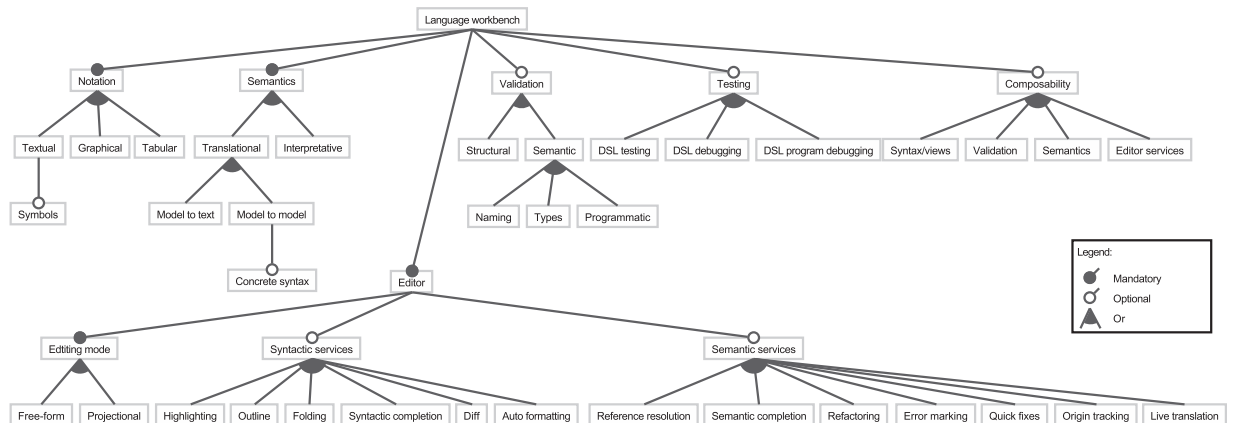 Language workbench
Notation
Semantics
Validation
Testing
Composability
Textual
Graphical
Tabular
Translational
Interpretative
Structural
Semantic
DSL testing
DSL debugging
DSL program debugging
Syntax/views
Validation
Semantics
Editor services
Symbols
Model to text
Model to model
Naming
Types
Programmatic
Concrete syntax
Editor
Legend:
Mandatory
Optional
Or
Edtiting mode
Syntactic services
Semantic services
Free-form
Projectional
Highlighting
Outline
Folding
Syntactic completion
Diff
Auto formatting
Reference resolution
Semantic completion
Refactoring
Error marking
Quick fixes
Origin tracking
Live translation